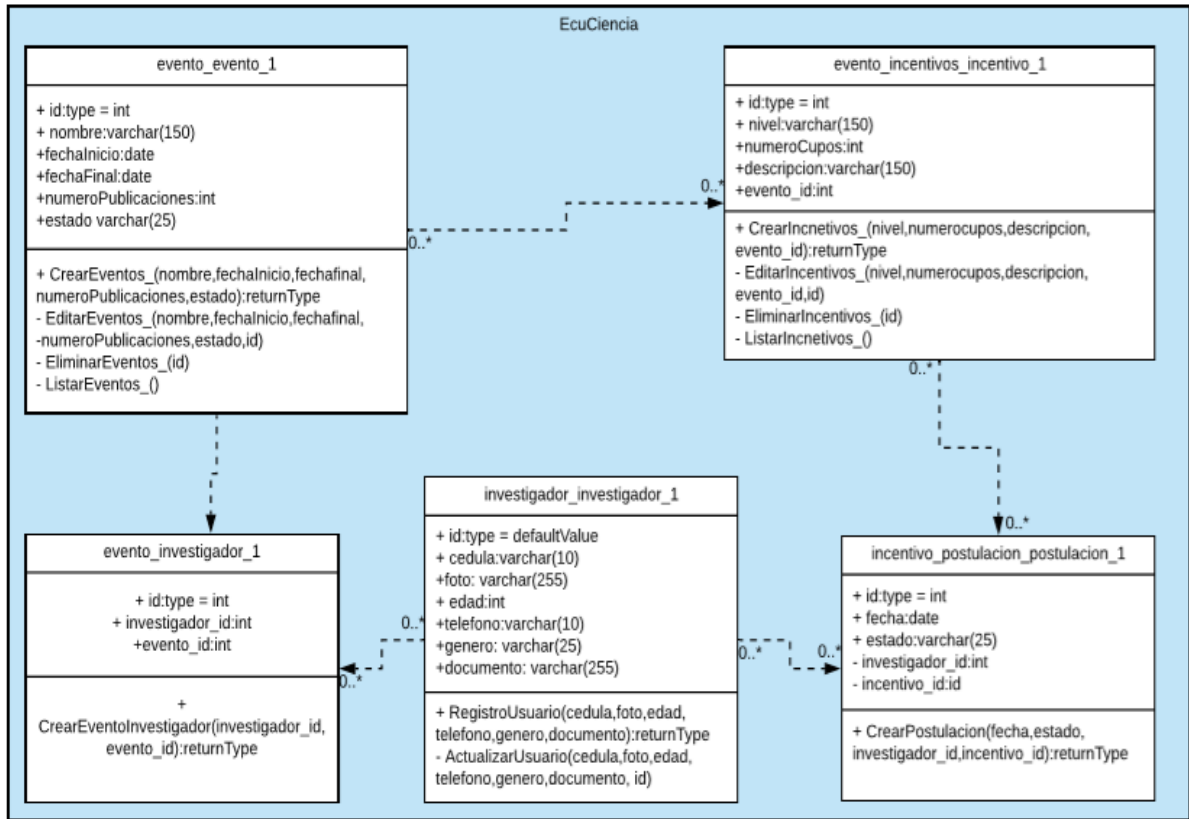 EcuCiencia
evento_evento_1
+ id:type = int
+ nombre:varchar(150)
+fechaInicio:date
+fechaFinal:date
+numeroPublicaciones:int
+estado varchar(25)
+ CrearEventos_(nombre,fechaInicio,fechafinal,
numeroPublicaciones,estado):returnType
- EditarEventos_(nombre,fechaInicio,fechafinal,
-numeroPublicaciones,estado,id)
- EliminarEventos_(id)
- ListarEventos_()
0..*
0..*
evento_incentivos_incentivo_1
+ id:type = int
+ nivel:varchar(150)
+numeroCupos:int
+descripcion:varchar(150)
+evento_id:int
+ CrearIncnetivos_(nivel,numerocupos,descripcion,
evento_id):returnType
- EditarIncentivos_(nivel,numerocupos,descripcion,
evento_id,id)
- EliminarIncentivos_(id)
- ListarIncnetivos_()
0..*
0..*
evento_investigador_1
+ id:type = int
+ investigador_id:int
+evento_id:int
+
CrearEventoInvestigador(investigador_id,
evento_id):returnType
0..*
0..*
investigador_investigador_1
+ id:type = defaultValue
+ cedula:varchar(10)
+foto: varchar(255)
+ edad:int
+telefono:varchar(10)
+genero: varchar(25)
+documento: varchar(255)
+ RegistroUsuario(cedula,foto,edad,
telefono,genero,documento):returnType
- ActualizarUsuario(cedula,foto,edad,
telefono,genero,documento, id)
0..*
0..*
incentivo_postulacion_postulacion_1
+ id:type = int
+ fecha:date
+ estado:varchar(25)
- investigador_id:int
- incentivo_id:id
+ CrearPostulacion(fecha,estado,
investigador_id,incentivo_id):returnType